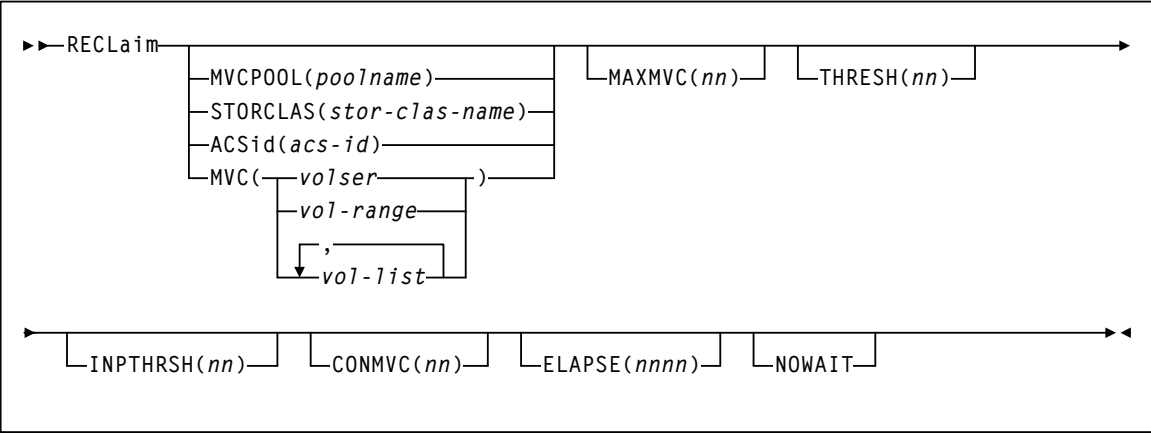 RECLaim
MVCPOOL(poolname)
MAXMVC(nn)
THRESH(nn)
STORCLAS(stor-clas-name)
ACSid(acs-id)
MVC(
volser
)
vol-range
,
vol-list
INPTHRSH(nn)
CONMVC(nn)
ELAPSE(nnnn)
NOWAIT